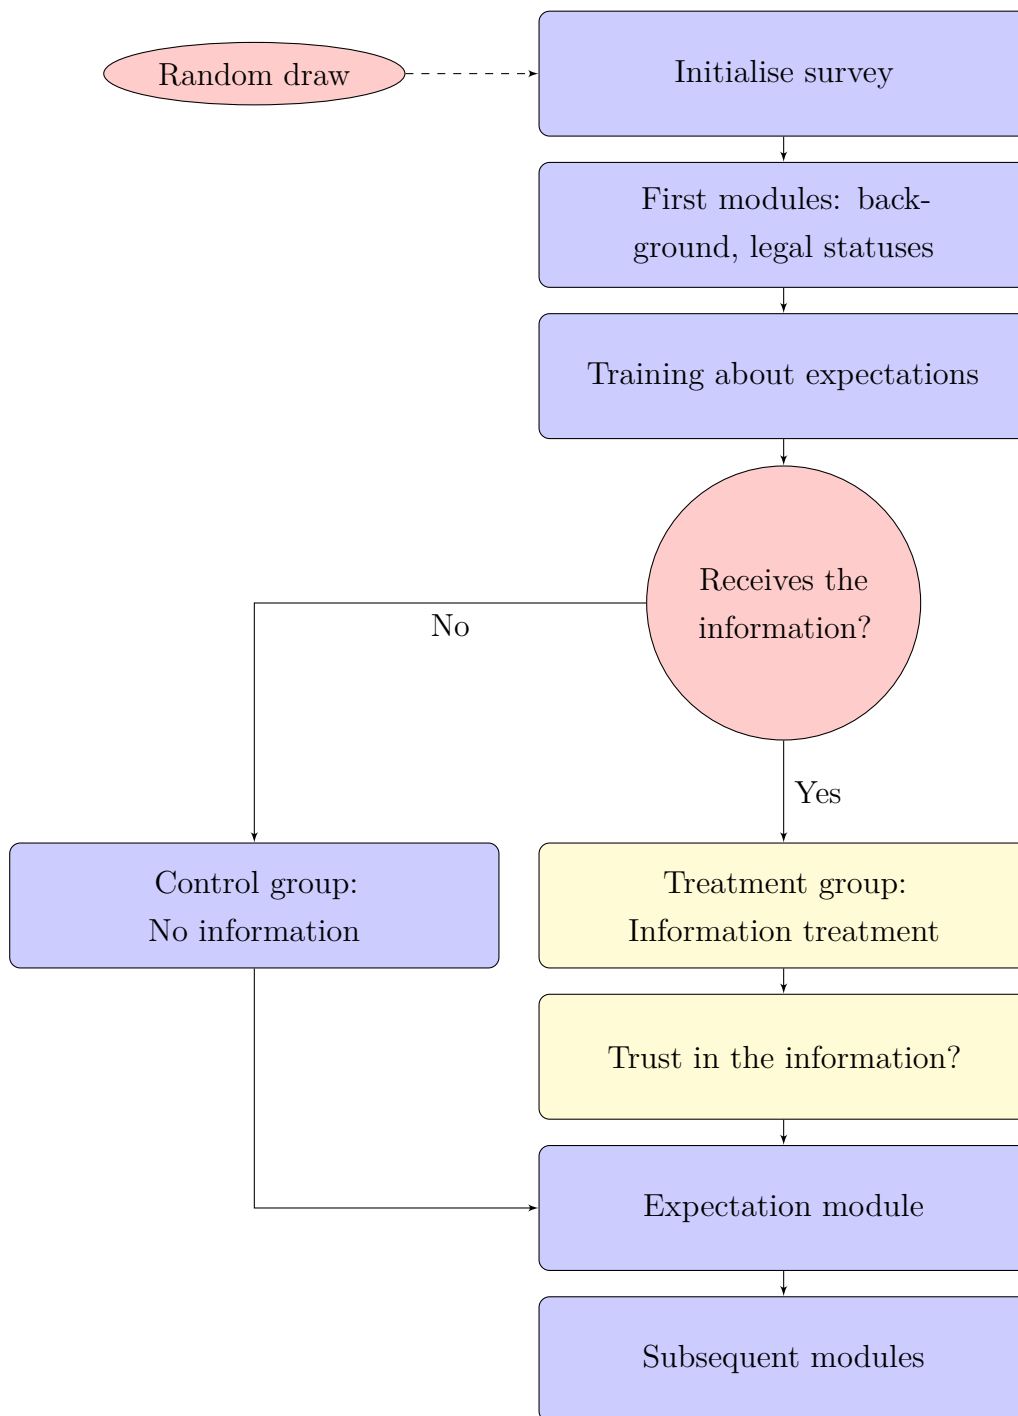 Random draw
Initialise survey
First modules: back-
ground, legal statuses
Training about expectations
Receives the
information?
No
Yes
Control group:
No information
Treatment group:
Information treatment
Trust in the information?
Expectation module
Subsequent modules